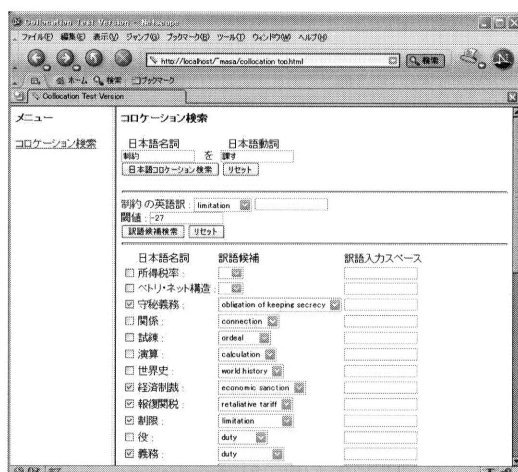 Collocation Test Version - Netscape
ファイル(F) 編集(E) 表示(V) ジャンプ(G) ブックマーク(B) ツール(T) ウィンドウ(W) ヘルプ(H)
http://localhost/~masa/collocation too.html 検索
ホーム 検索 ブックマーク
Collocation Test Version
メニュー
コロケーション検索
コロケーション検索
日本語名詞 日本語動詞
制約 を 課す
日本語コロケーション検索 リセット
制約 の英語訳 : limitation
閾値 : -27
訳語候補検索 リセット
日本語名詞 訳語候補 訳語入力スペース
所得税率 :
ペトリ・ネット構造 :
守秘義務 : obligation of keeping secrecy
関係 : connection
試練 : ordeal
演算 : calculation
世界史 : world history
経済制裁 : economic sanction
報復関税 : retaliative tariff
制限 : limitation
役 : duty
義務 : duty